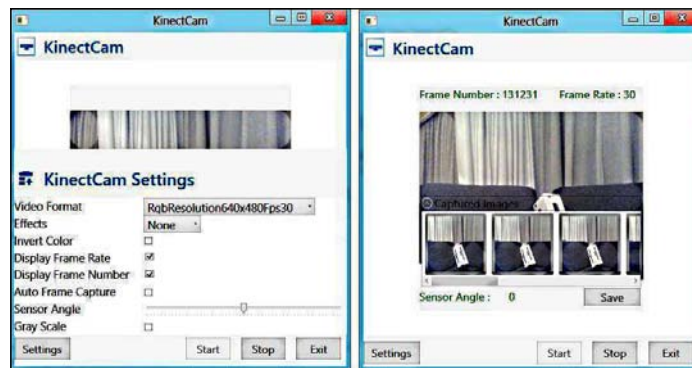 KinectCam
KinectCam
KinectCam Settings
Video Format RgbResolution640x480Fps30
Effects None
Invert Color
Display Frame Rate
Display Frame Number
Auto Frame Capture
Sensor Angle
Gray Scale
Settings Start Stop Exit
KinectCam
KinectCam
Frame Number : 131231 Frame Rate : 30
Captured Images
Sensor Angle : 0 Save
Settings Start Stop Exit